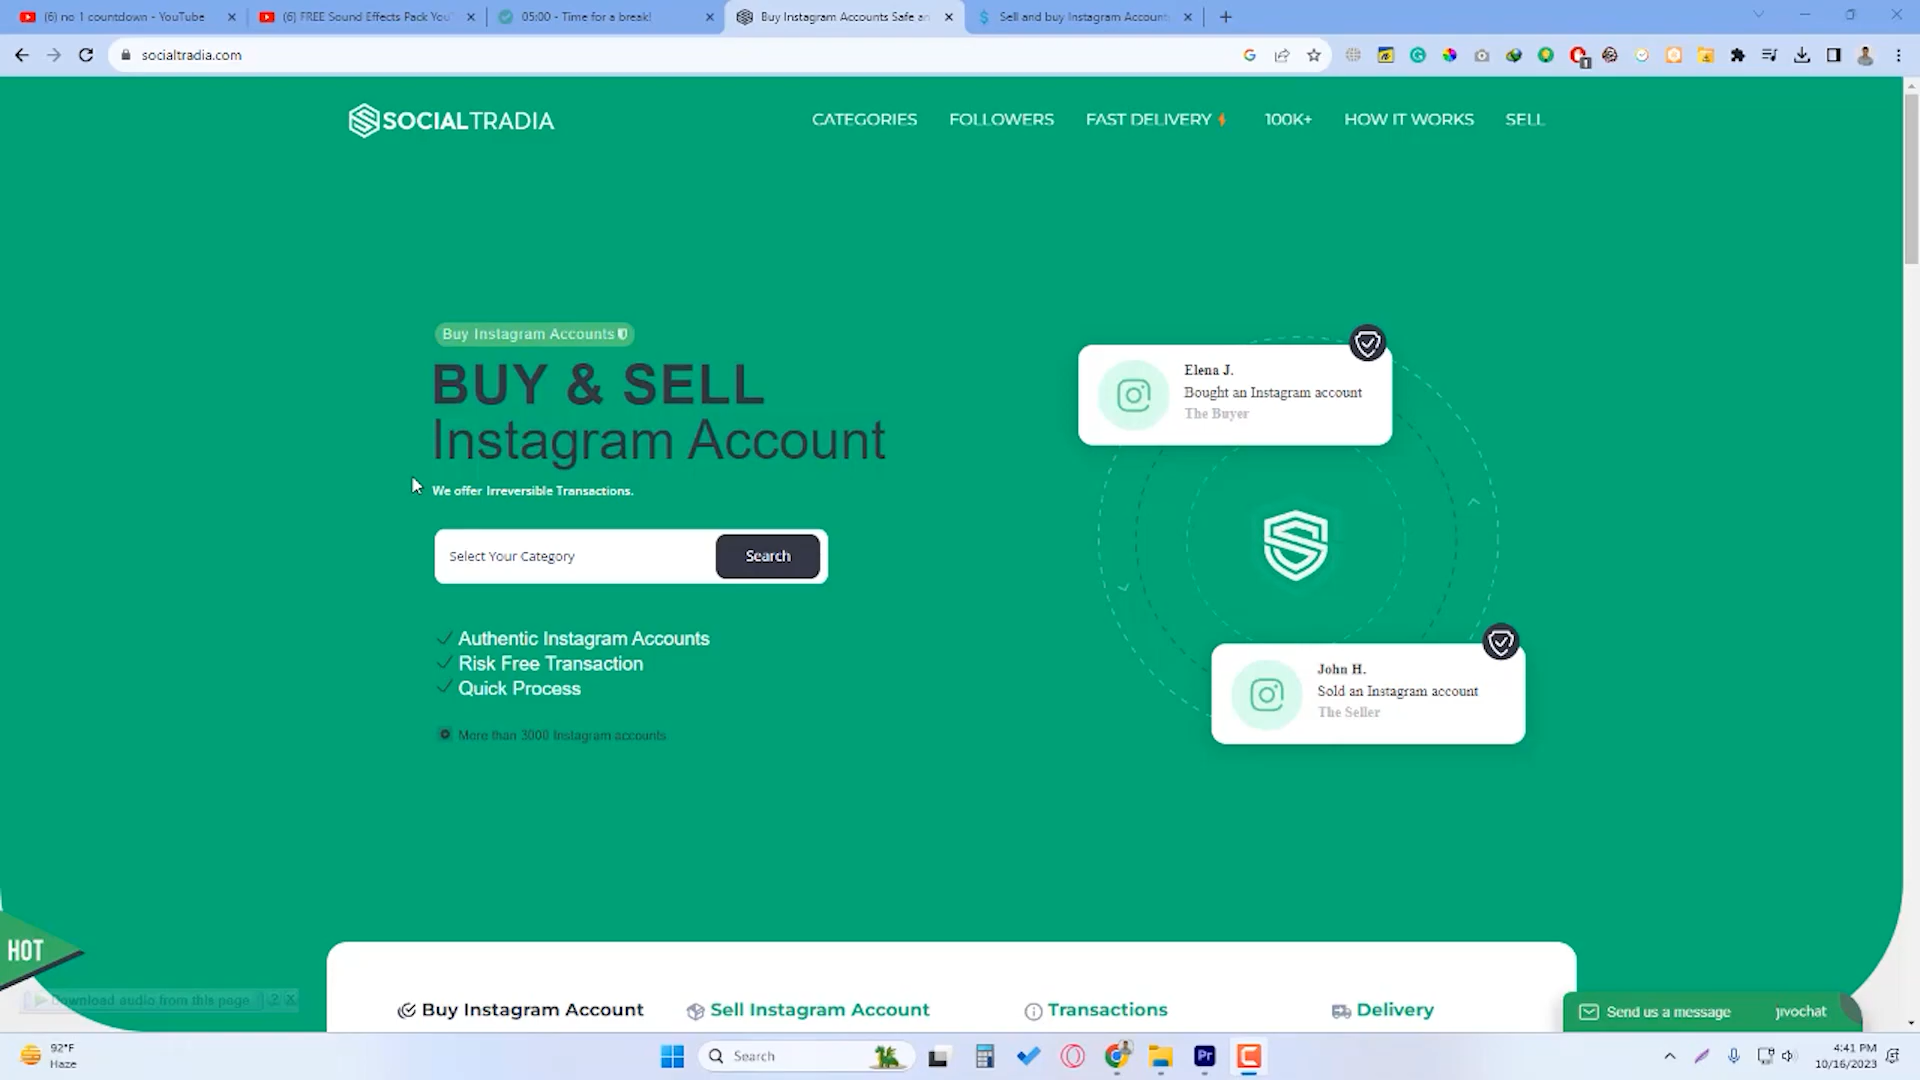 (6) no 1 countdown - YouTube
(6) FREE Sound Effects Pack You
05:00 - Time for a break!
Buy Instagram Accounts Safe an
Sell and buy Instagram Account
socialtradia.com
SOCIALTRADIA
CATEGORIES
FOLLOWERS
FAST DELIVERY
100K+
HOW IT WORKS
SELL
Buy Instagram Accounts
BUY & SELL
Instagram Account
We offer Irreversible Transactions.
Select Your Category
Search
Authentic Instagram Accounts
Risk Free Transaction
Quick Process
More than 3000 Instagram accounts
Elena J.
Bought an Instagram account
The Buyer
John H.
Sold an Instagram account
The Seller
HOT
Download audio from this page
? X
Buy Instagram Account
Sell Instagram Account
Transactions
Delivery
Send us a message
jivochat
92°F
Haze
Search
Pr
4:41 PM
10/16/2023